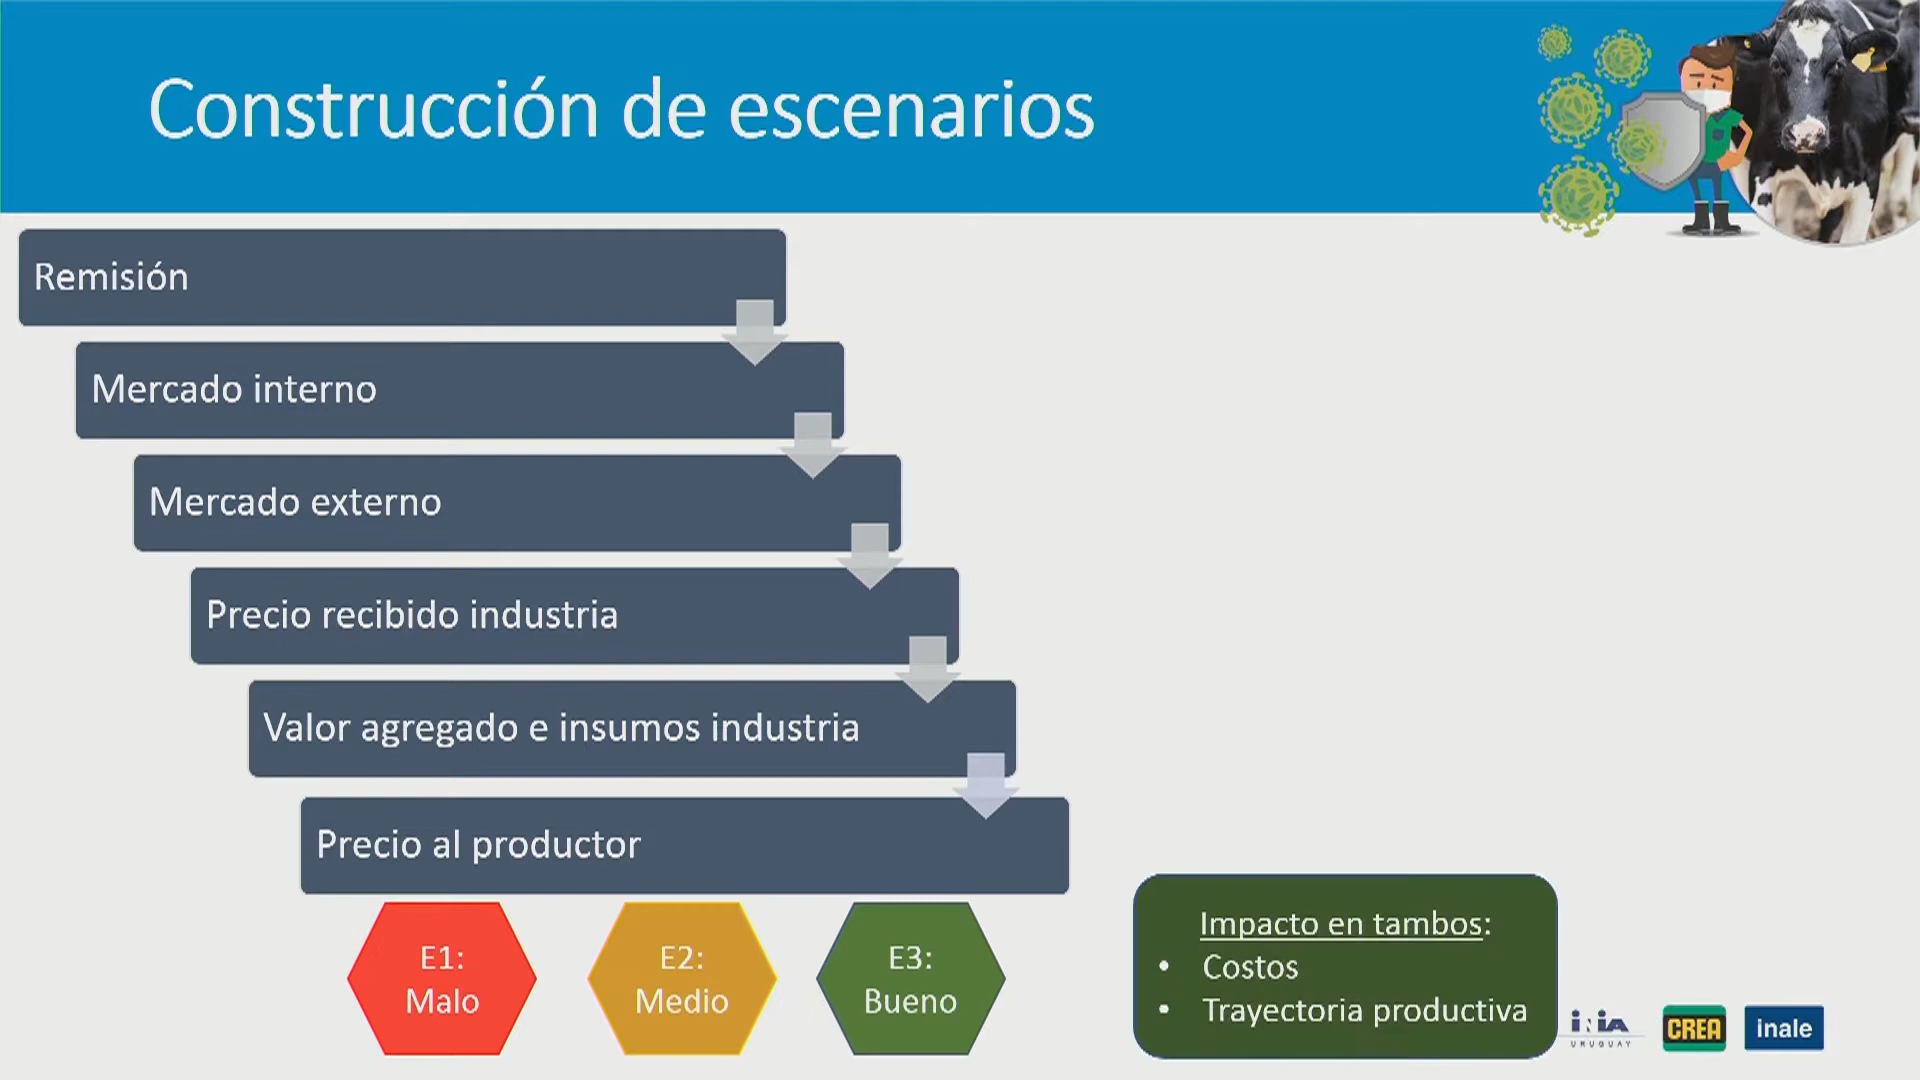 Construcción de escenarios
Remisión
Mercado interno
Mercado externo
Precio recibido industria
Valor agregado e insumos industria
Precio al productor
E1:
Malo
E2:
Medio
E3:
Bueno
Impacto en tambos:
• Costos
• Trayectoria productiva
inia
URUGUAY
CREA
inale